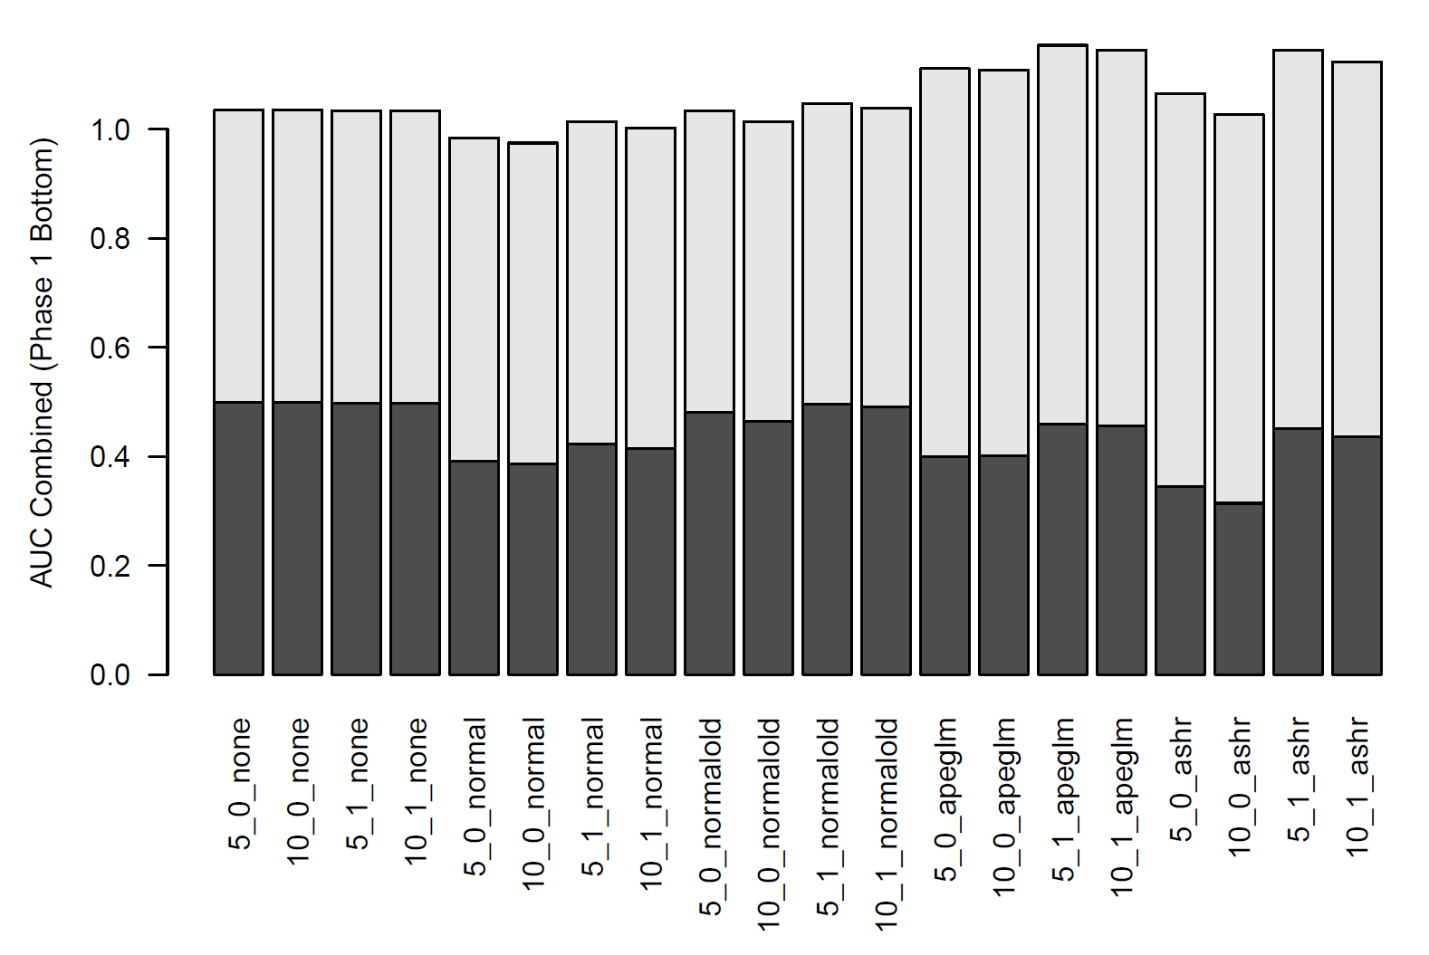 AUC Combined (Phase 1 Bottom)
1.0
0.8
0.6
0.4
0.2
0.0
5_0_none
10_0_none
5_1_none
10_1_none
5_0_normal
10_0_normal
5_1_normal
10_1_normal
5_0_normalold
10_0_normalold
5_1_normalold
10_1_normalold
5_0_apeglm
10_0_apeglm
5_1_apeglm
10_1_apeglm
5_0_ashr
10_0_ashr
5_1_ashr
10_1_ashr